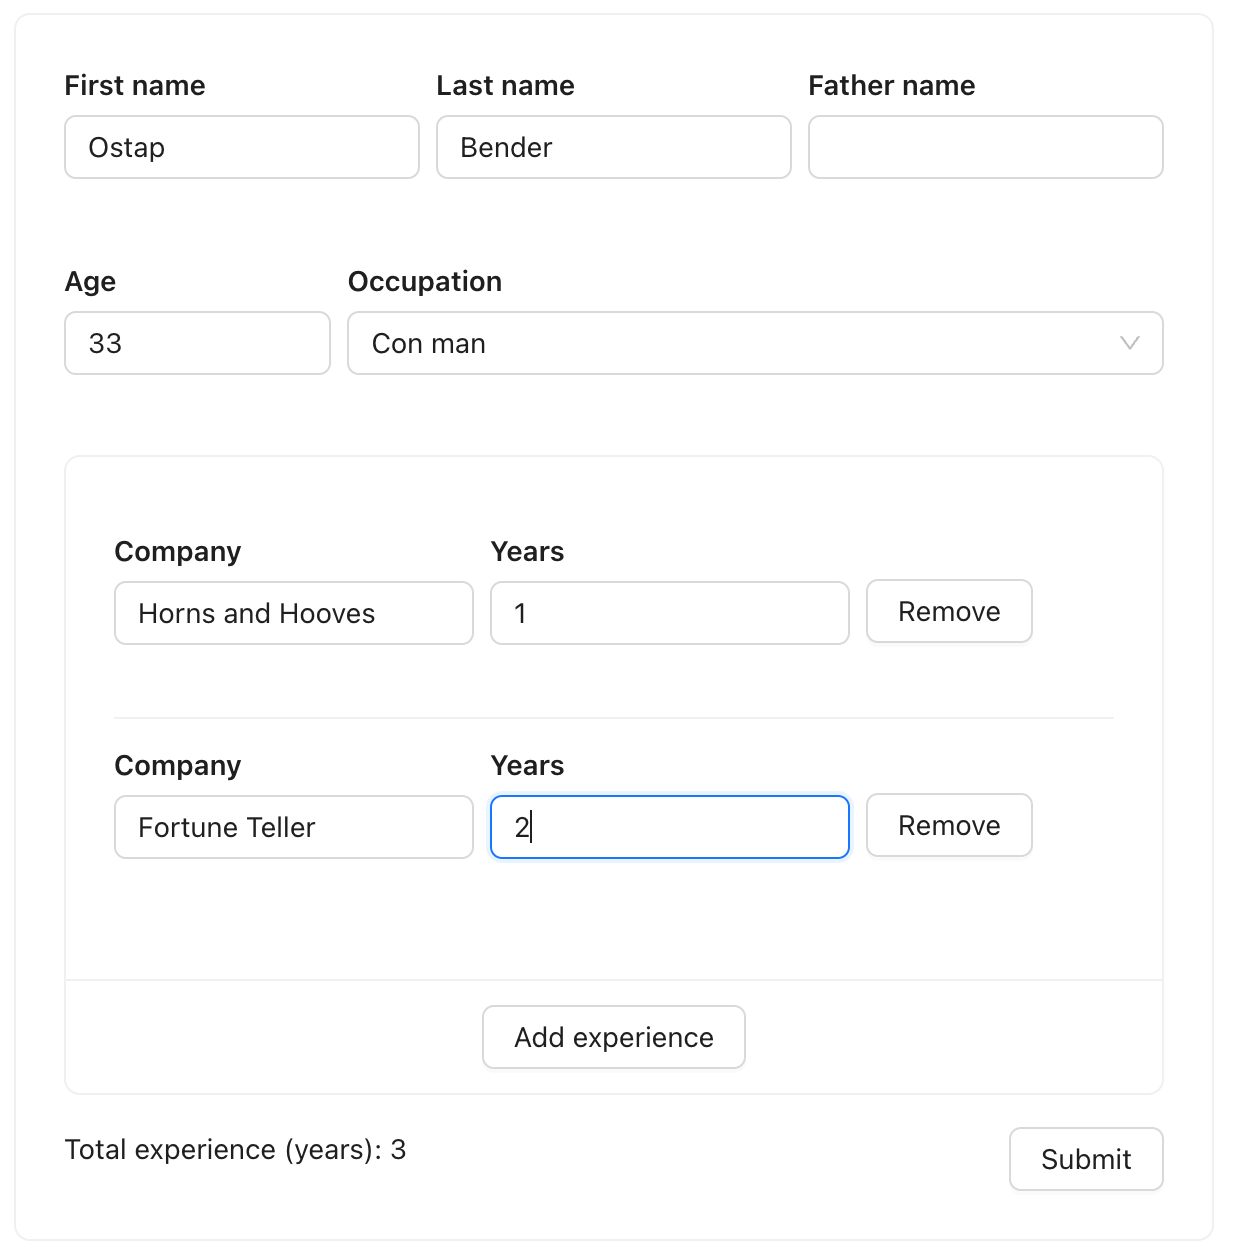 First name Last name Father name
Ostap Bender
Age Occupation
33 Con man
Company Years
Horns and Hooves 1 Remove
Company Years
Fortune Teller 2 Remove
Add experience
Total experience (years): 3
Submit